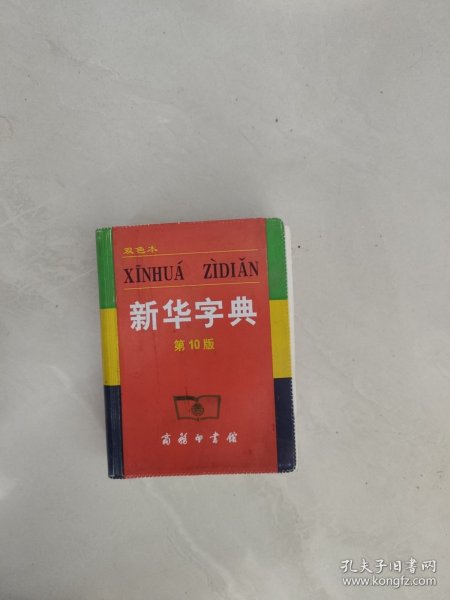 双色本
XĪNHUÁ ZÌDIǍN
新华字典
第10版
商务印书馆
孔夫子旧书网
www.kongfz.com